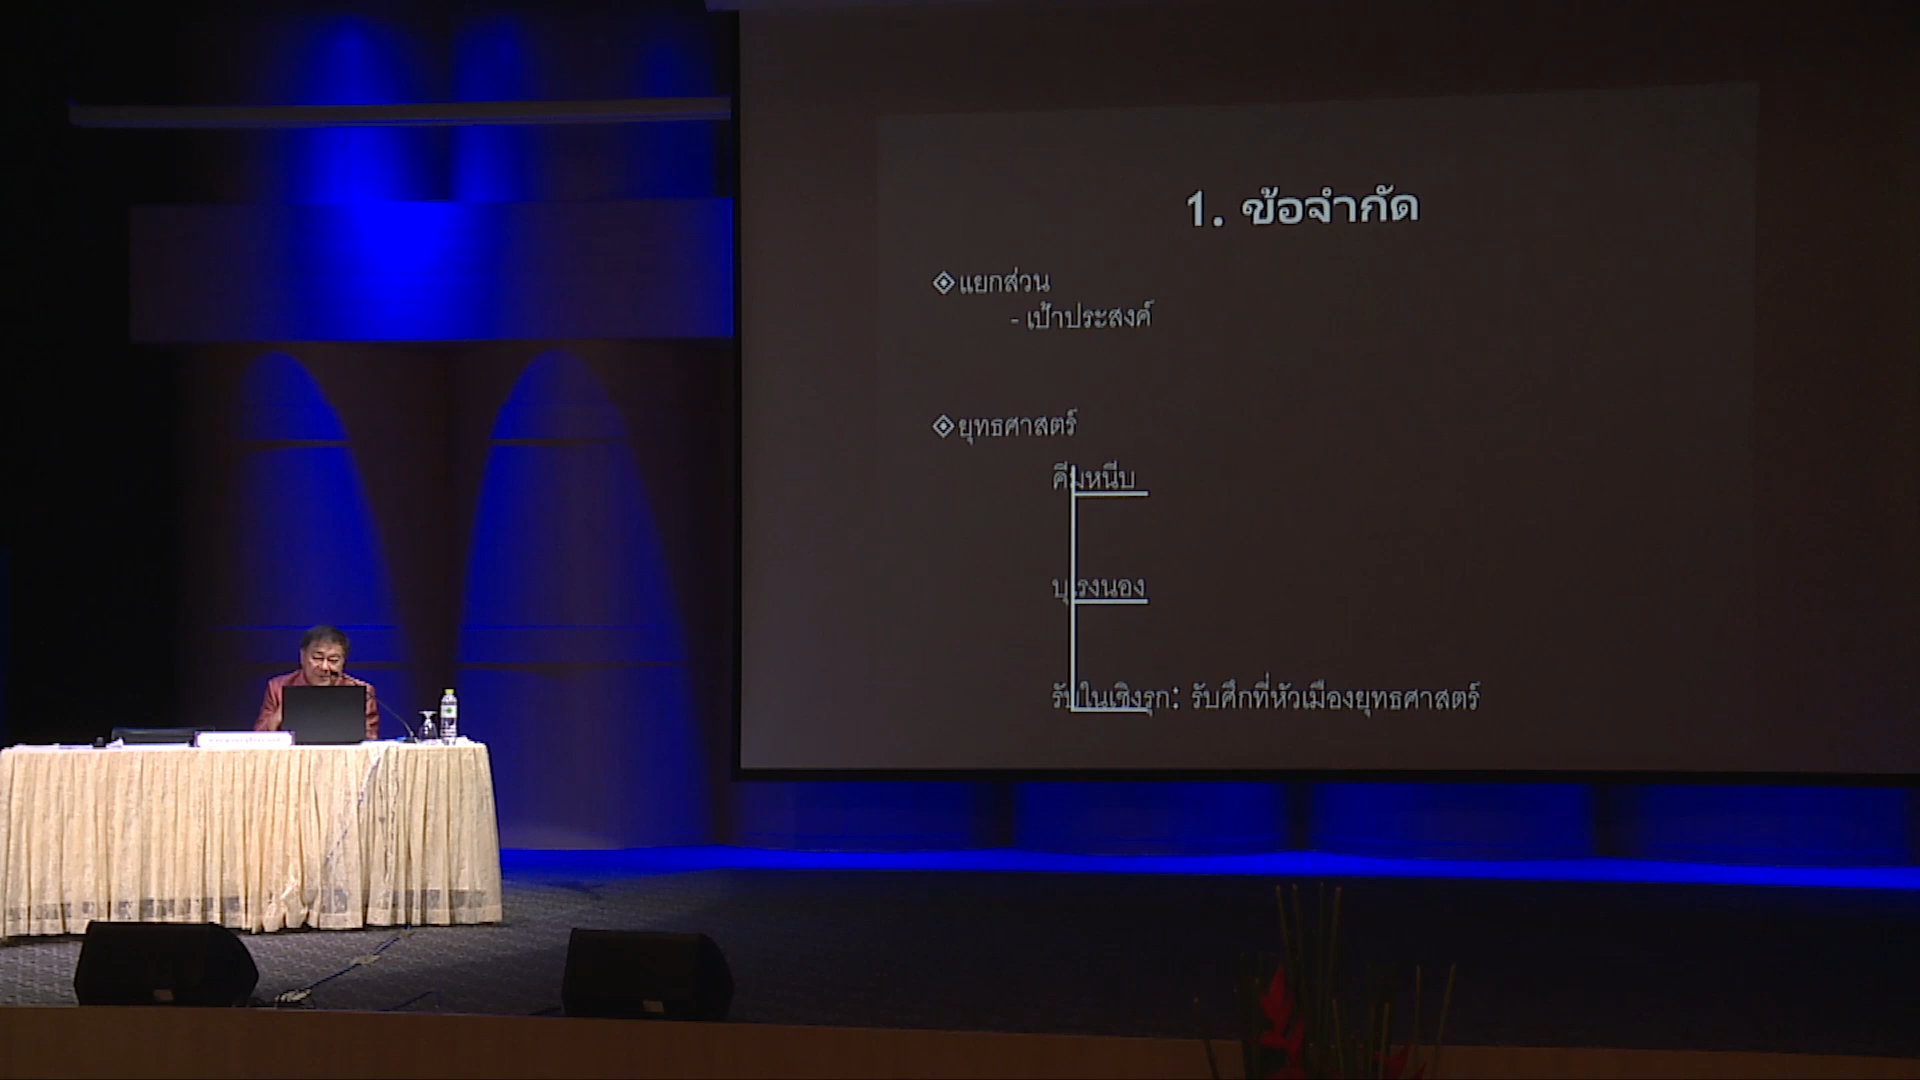 1. ข้อจำกัด
แยกส่วน
- เป้าประสงค์
ยุทธศาสตร์
คีมหนีบ
บุเรงนอง
รับในเชิงรุก: รับศึกที่หัวเมืองยุทธศาสตร์